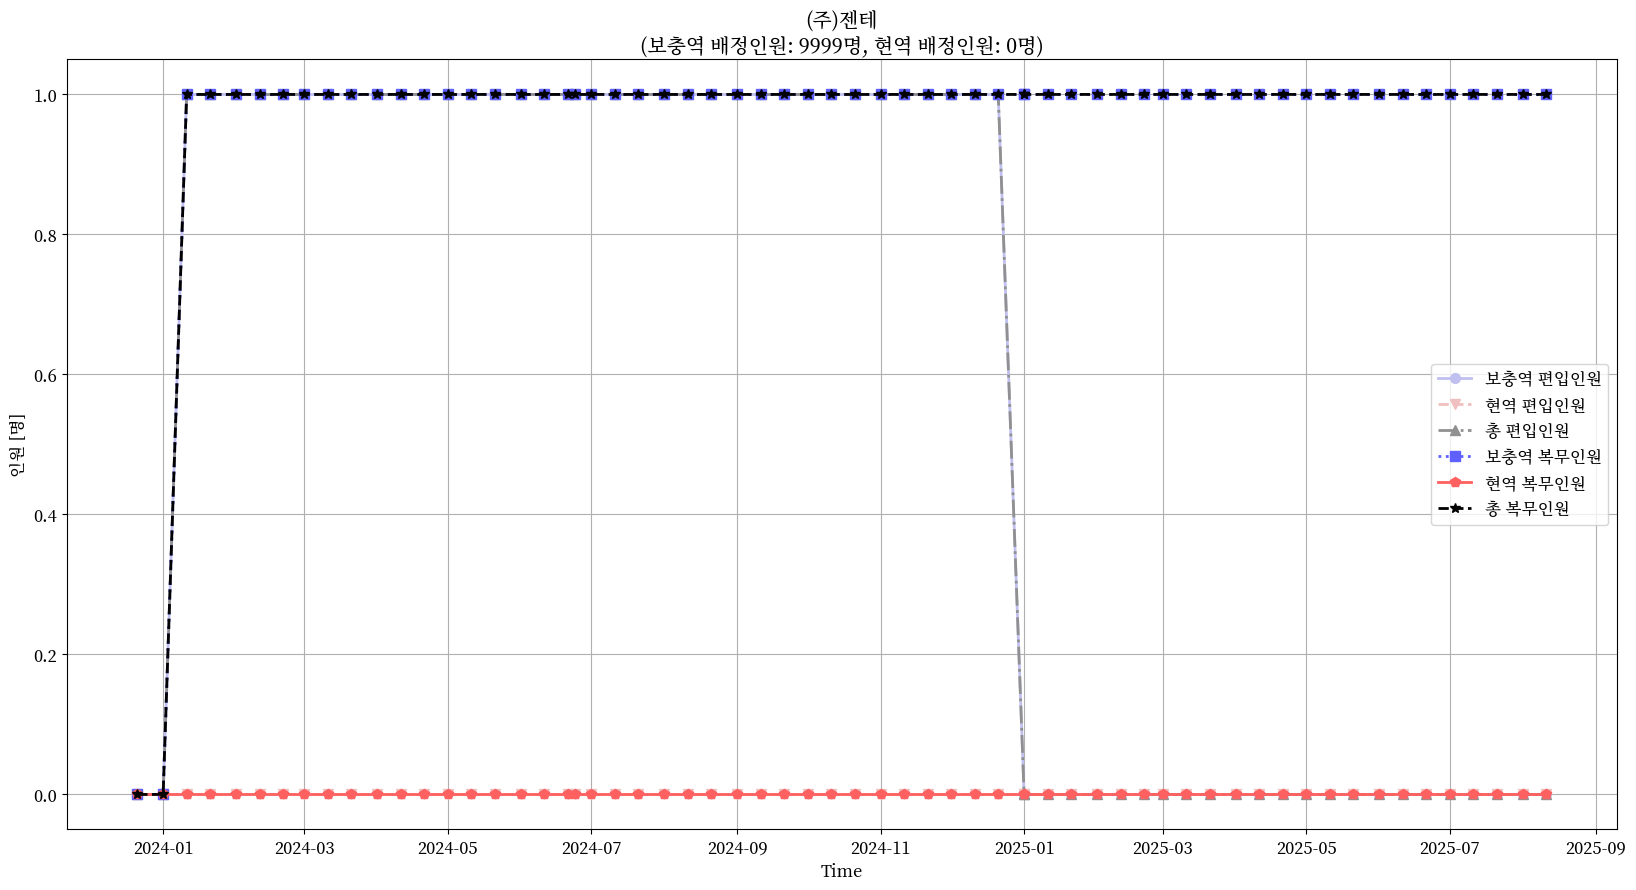 (주)젠테
(보충역 배정인원: 9999명, 현역 배정인원: 0명)
인원 [명]
1.0
0.8
0.6
0.4
0.2
0.0
보충역 편입인원
현역 편입인원
총 편입인원
보충역 복무인원
현역 복무인원
총 복무인원
2024-01
2024-03
2024-05
2024-07
2024-09
2024-11
2025-01
2025-03
2025-05
2025-07
2025-09
Time